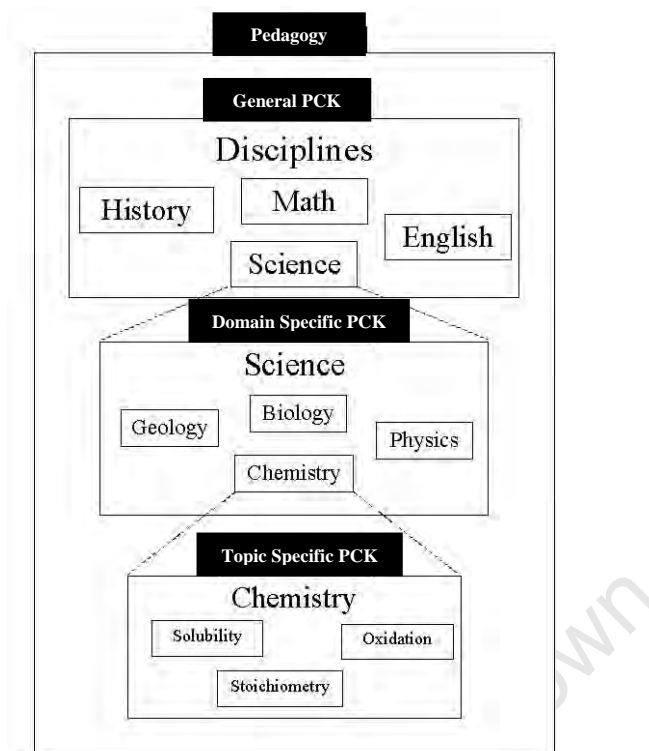 Pedagogy
General PCK
Disciplines
History
Math
English
Science
Domain Specific PCK
Science
Geology
Biology
Physics
Chemistry
Topic Specific PCK
Chemistry
Solubility
Oxidation
Stoichiometry
own